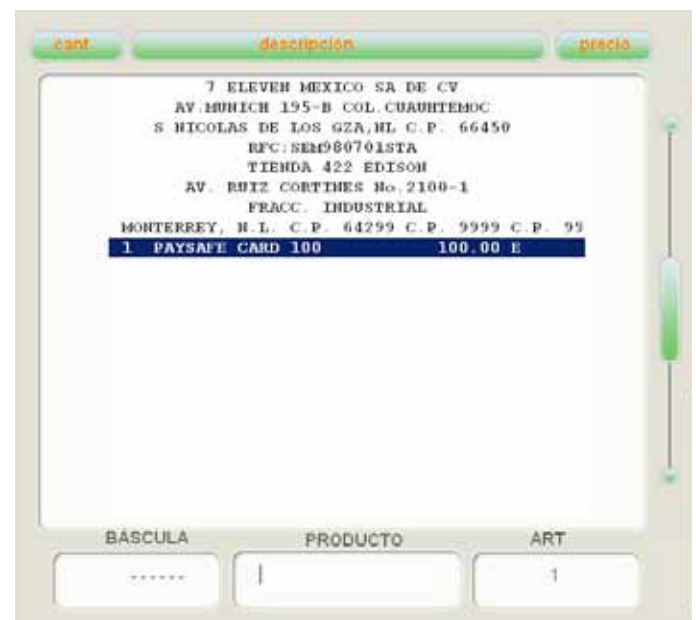 cant. descripción precio
7 ELEVEN MEXICO SA DE CV
AV.MUNICH 195-B COL.CUAUHTEMOC
S NICOLAS DE LOS GZA,NL C.P. 66450
RFC:SEM980701STA
TIENDA 422 EDISON
AV. RUIZ CORTINES No.2100-1
FRACC. INDUSTRIAL
MONTERREY, N.L. C.P. 64299 C.P. 9999 C.P. 99
1 PAYSAFE CARD 100 100.00 E
BÁSCULA PRODUCTO ART
------ 1